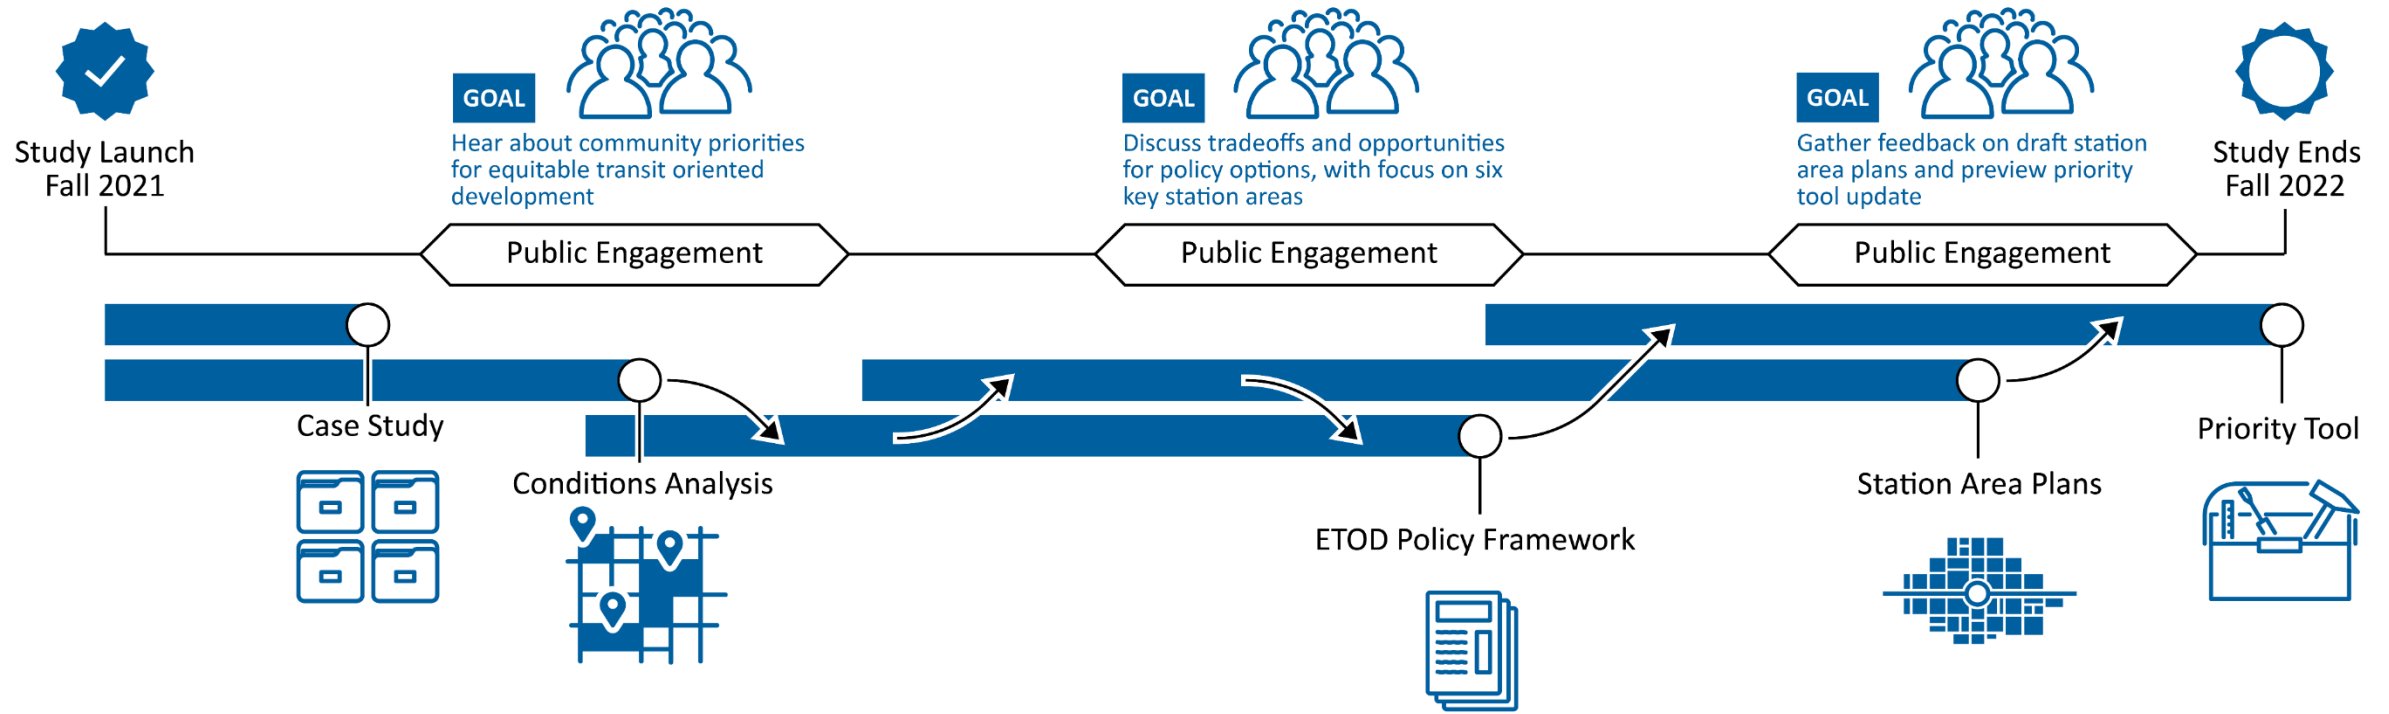 Study Launch
Fall 2021
GOAL
Hear about community priorities
for equitable transit oriented
development
GOAL
Discuss tradeoffs and opportunities
for policy options, with focus on six
key station areas
GOAL
Gather feedback on draft station
area plans and preview priority
tool update
Study Ends
Fall 2022
Public Engagement
Public Engagement
Public Engagement
Case Study
Conditions Analysis
ETOD Policy Framework
Station Area Plans
Priority Tool